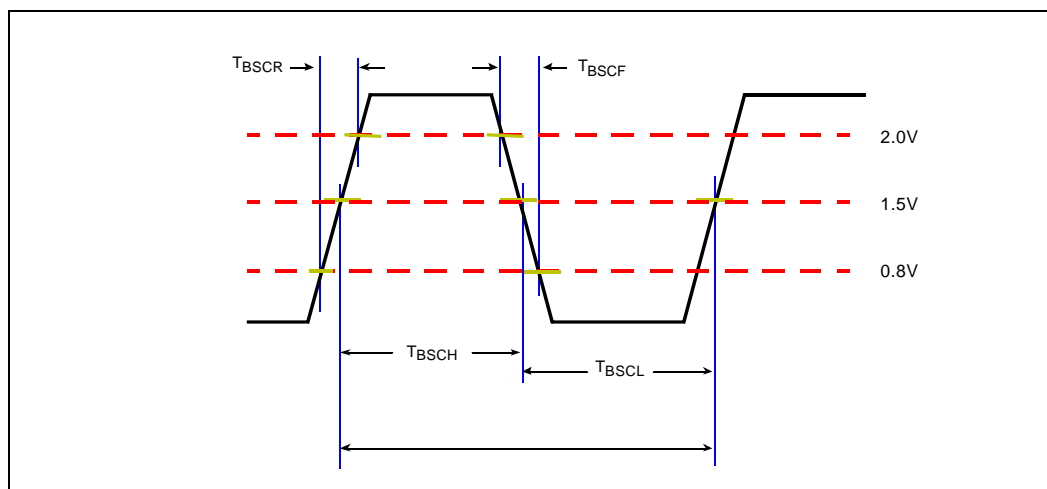 TBSCR
TBSCF
2.0V
1.5V
0.8V
TBSCH
TBSCL